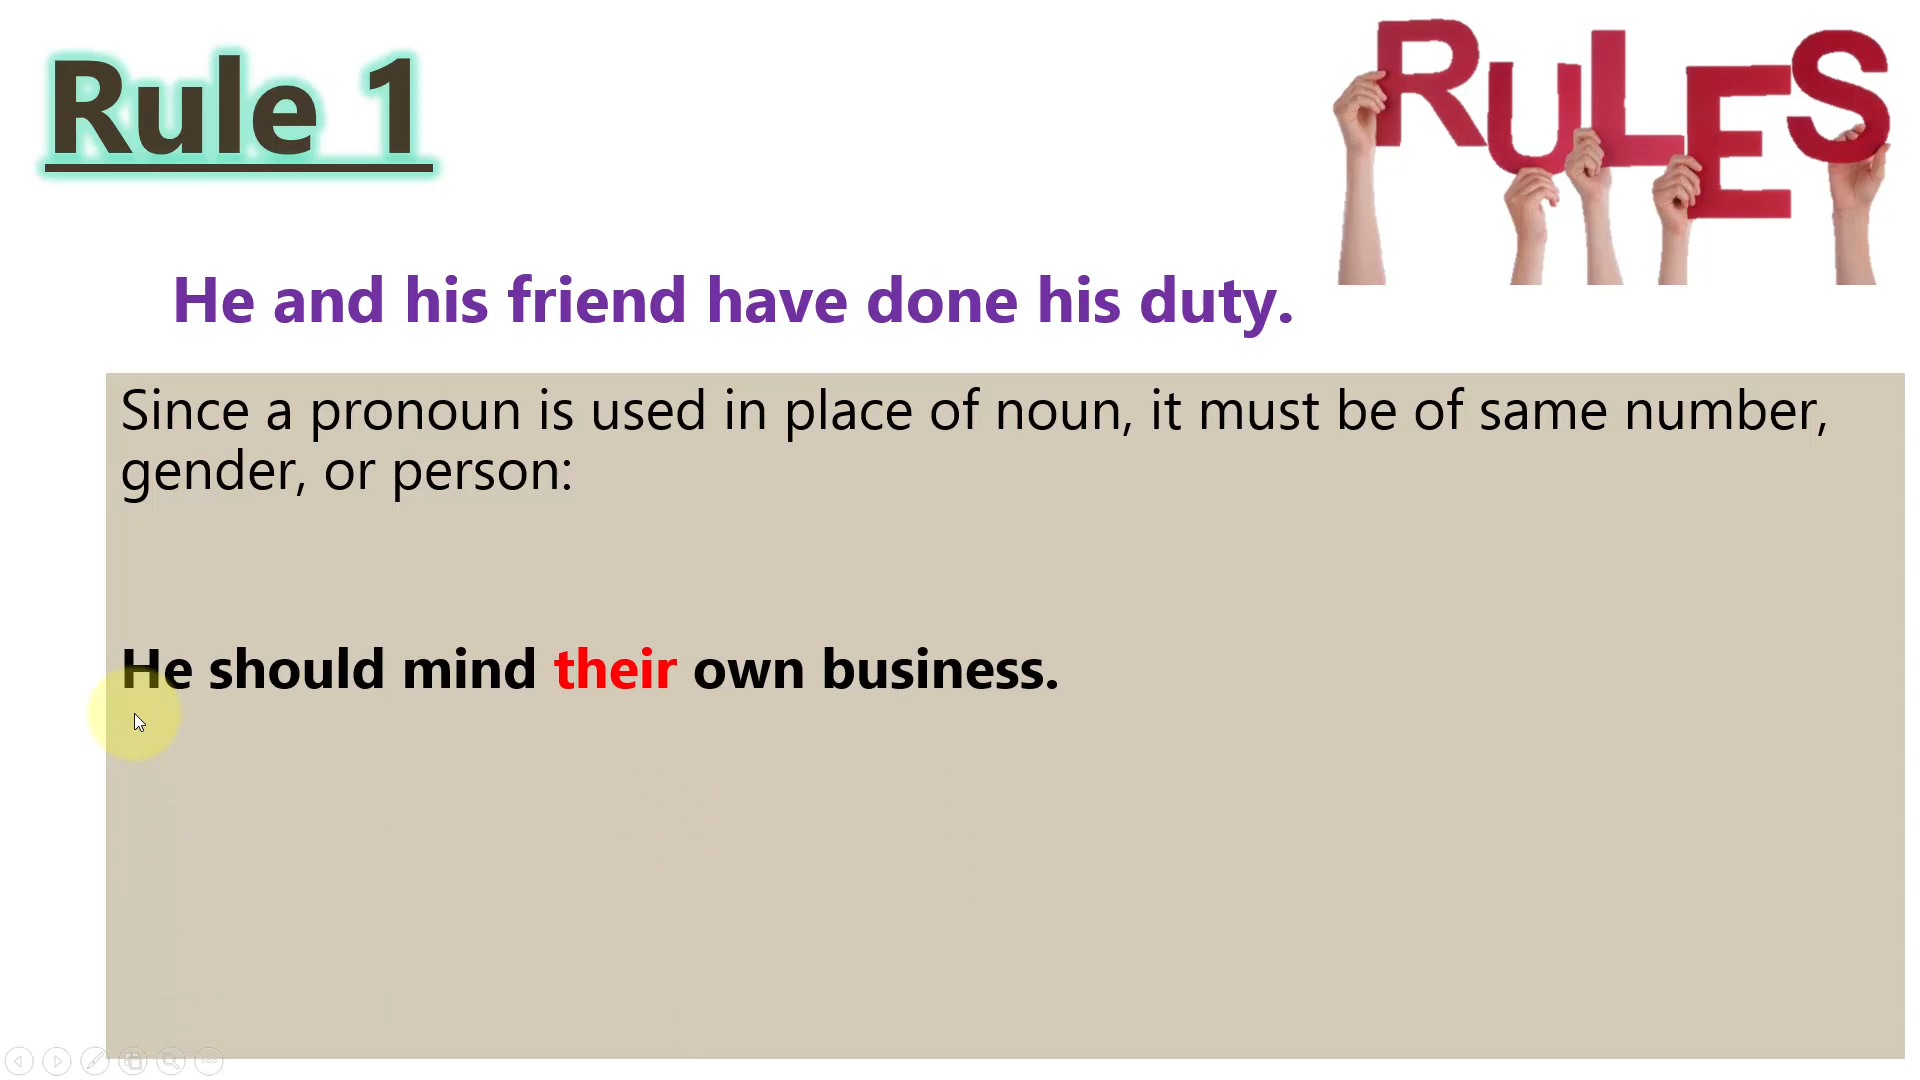 Rule 1
RULES
He and his friend have done his duty.
Since a pronoun is used in place of noun, it must be of same number,
gender, or person:
He should mind their own business.